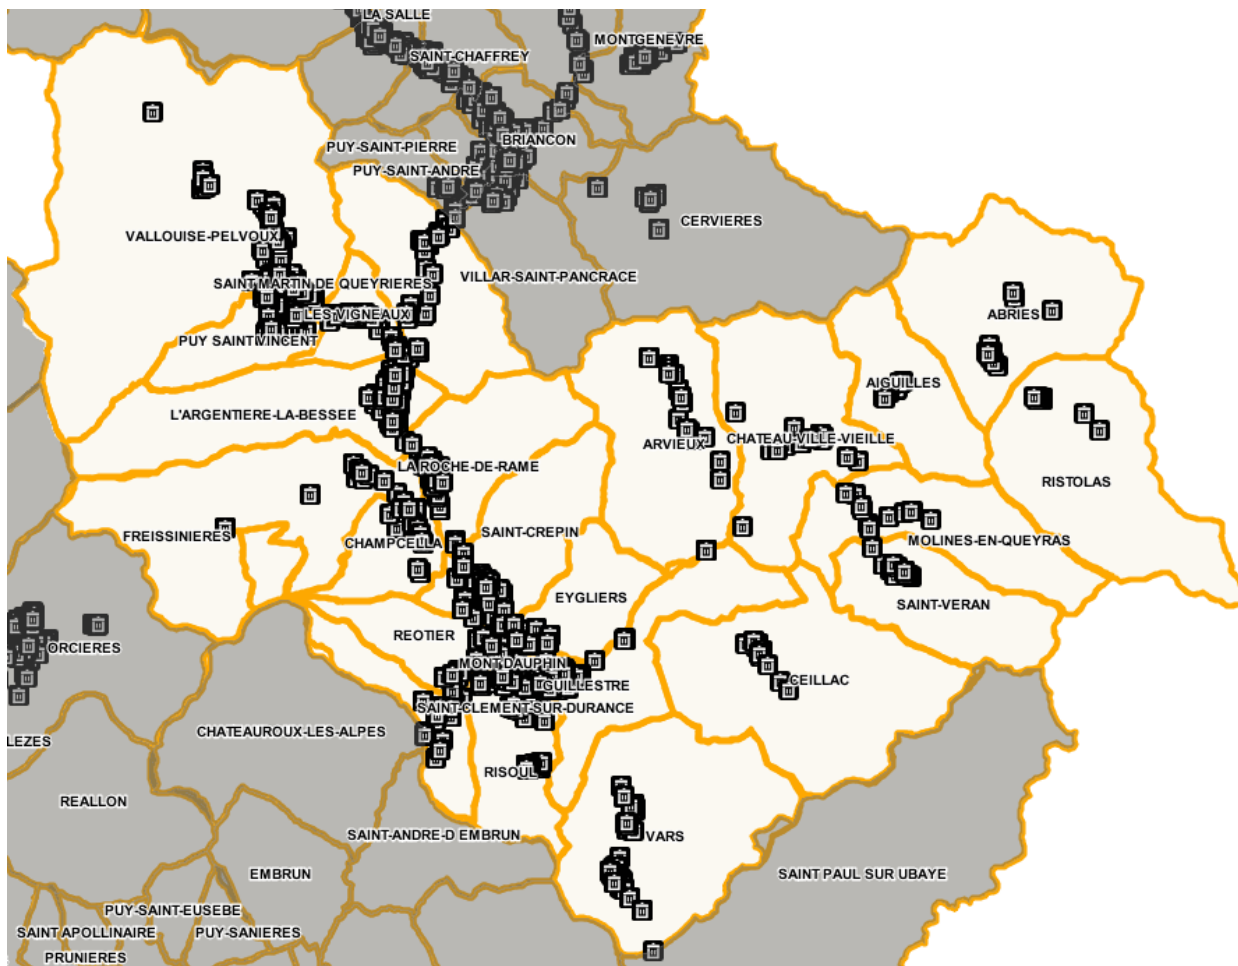 LA SALLE
MONTGENEVRE
SAINT-CHAFFREY
BRIANCON
PUY-SAINT-PIERRE
PUY-SAINT-ANDRE
CERVIERES
VALLOUISE-PELVOUX
VILLAR-SAINT-PANCRACE
SAINT MARTIN DE QUEYRIERES
LES VIGNEAUX
ABRIES
PUY SAINT VINCENT
AIGUILLES
L'ARGENTIERE-LA-BESSEE
CHATEAU-VILLE-VIEILLE
ARVIEUX
LA ROCHE-DE-RAME
RISTOLAS
SAINT-CREPIN
FREISSINIERES
CHAMPCELLA
MOLINES-EN-QUEYRAS
EYGLIERS
SAINT-VERAN
REOTIER
ORCIERES
MONT DAUPHIN
CEILLAC
GUILLESTRE
SAINT-CLEMENT-SUR-DURANCE
CHATEAUROUX-LES-ALPES
LEZES
RISOUL
REALLON
SAINT-ANDRE-D EMBRUN
VARS
EMBRUN
SAINT PAUL SUR UBAYE
PUY-SAINT-EUSEBE
SAINT APOLLINAIRE
PUY-SANIERES
PRUNIERES